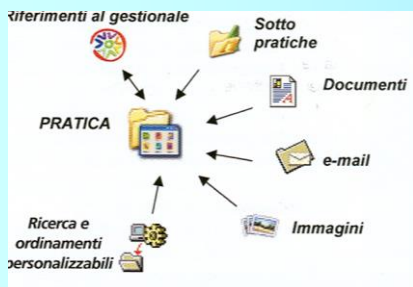 Riferimenti al gestionale
Sotto
pratiche
Documenti
PRATICA
e-mail
Immagini
Ricerca e
ordinamenti
personalizzabili